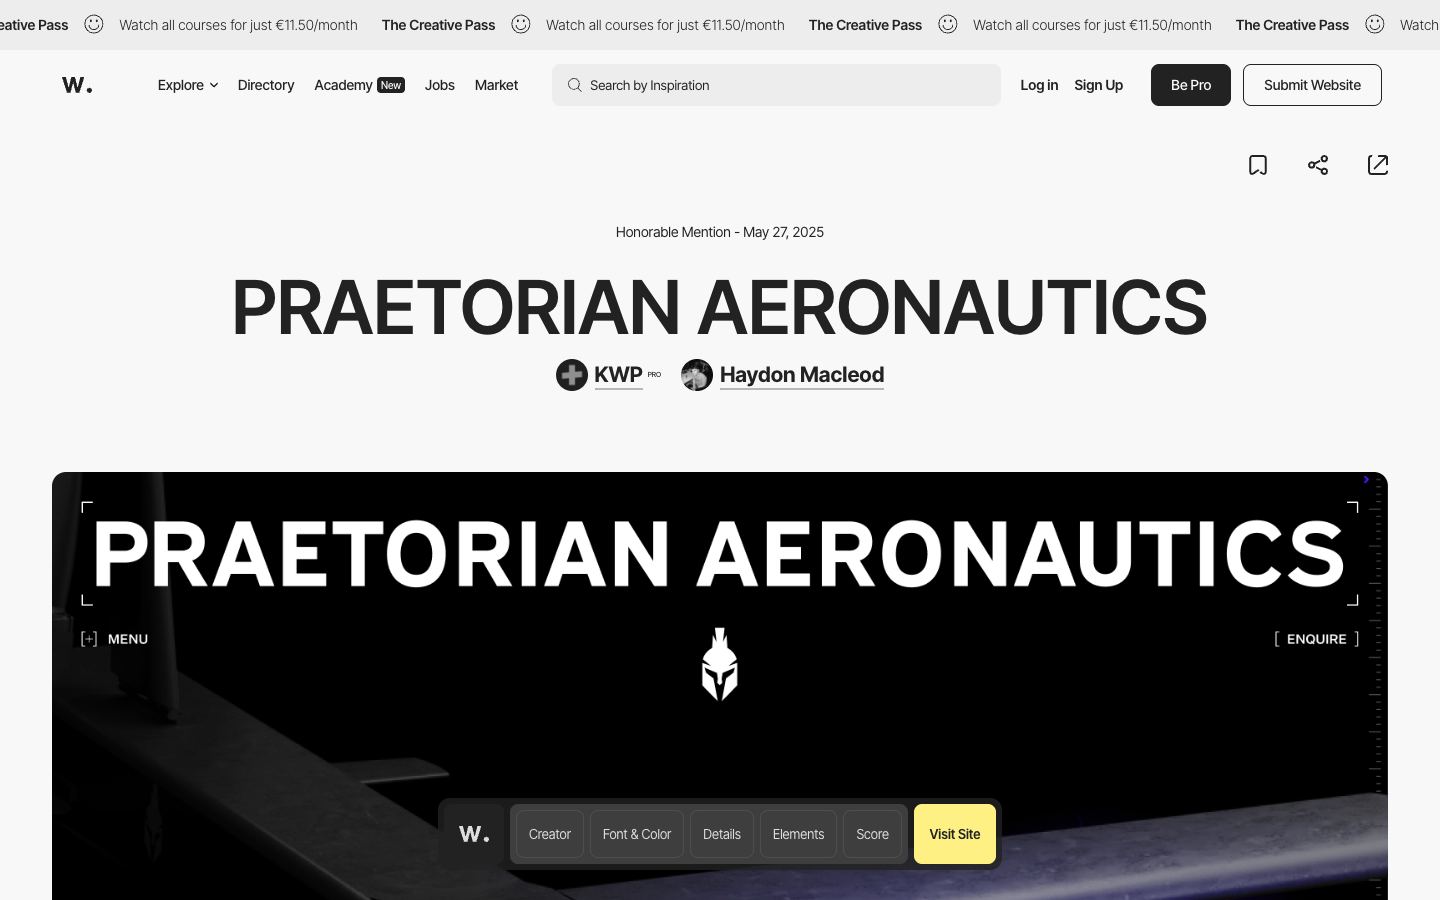 eative Pass Watch all courses for just €11.50/month The Creative Pass Watch all courses for just €11.50/month The Creative Pass Watch all courses for just €11.50/month The Creative Pass Watch
W. Explore Directory Academy New Jobs Market Search by Inspiration Log in Sign Up Be Pro Submit Website
Honorable Mention - May 27, 2025
PRAETORIAN AERONAUTICS
KWP PRO Haydon Macleod
PRAETORIAN AERONAUTICS
[+] MENU [ ENQUIRE ]
W. Creator Font & Color Details Elements Score Visit Site